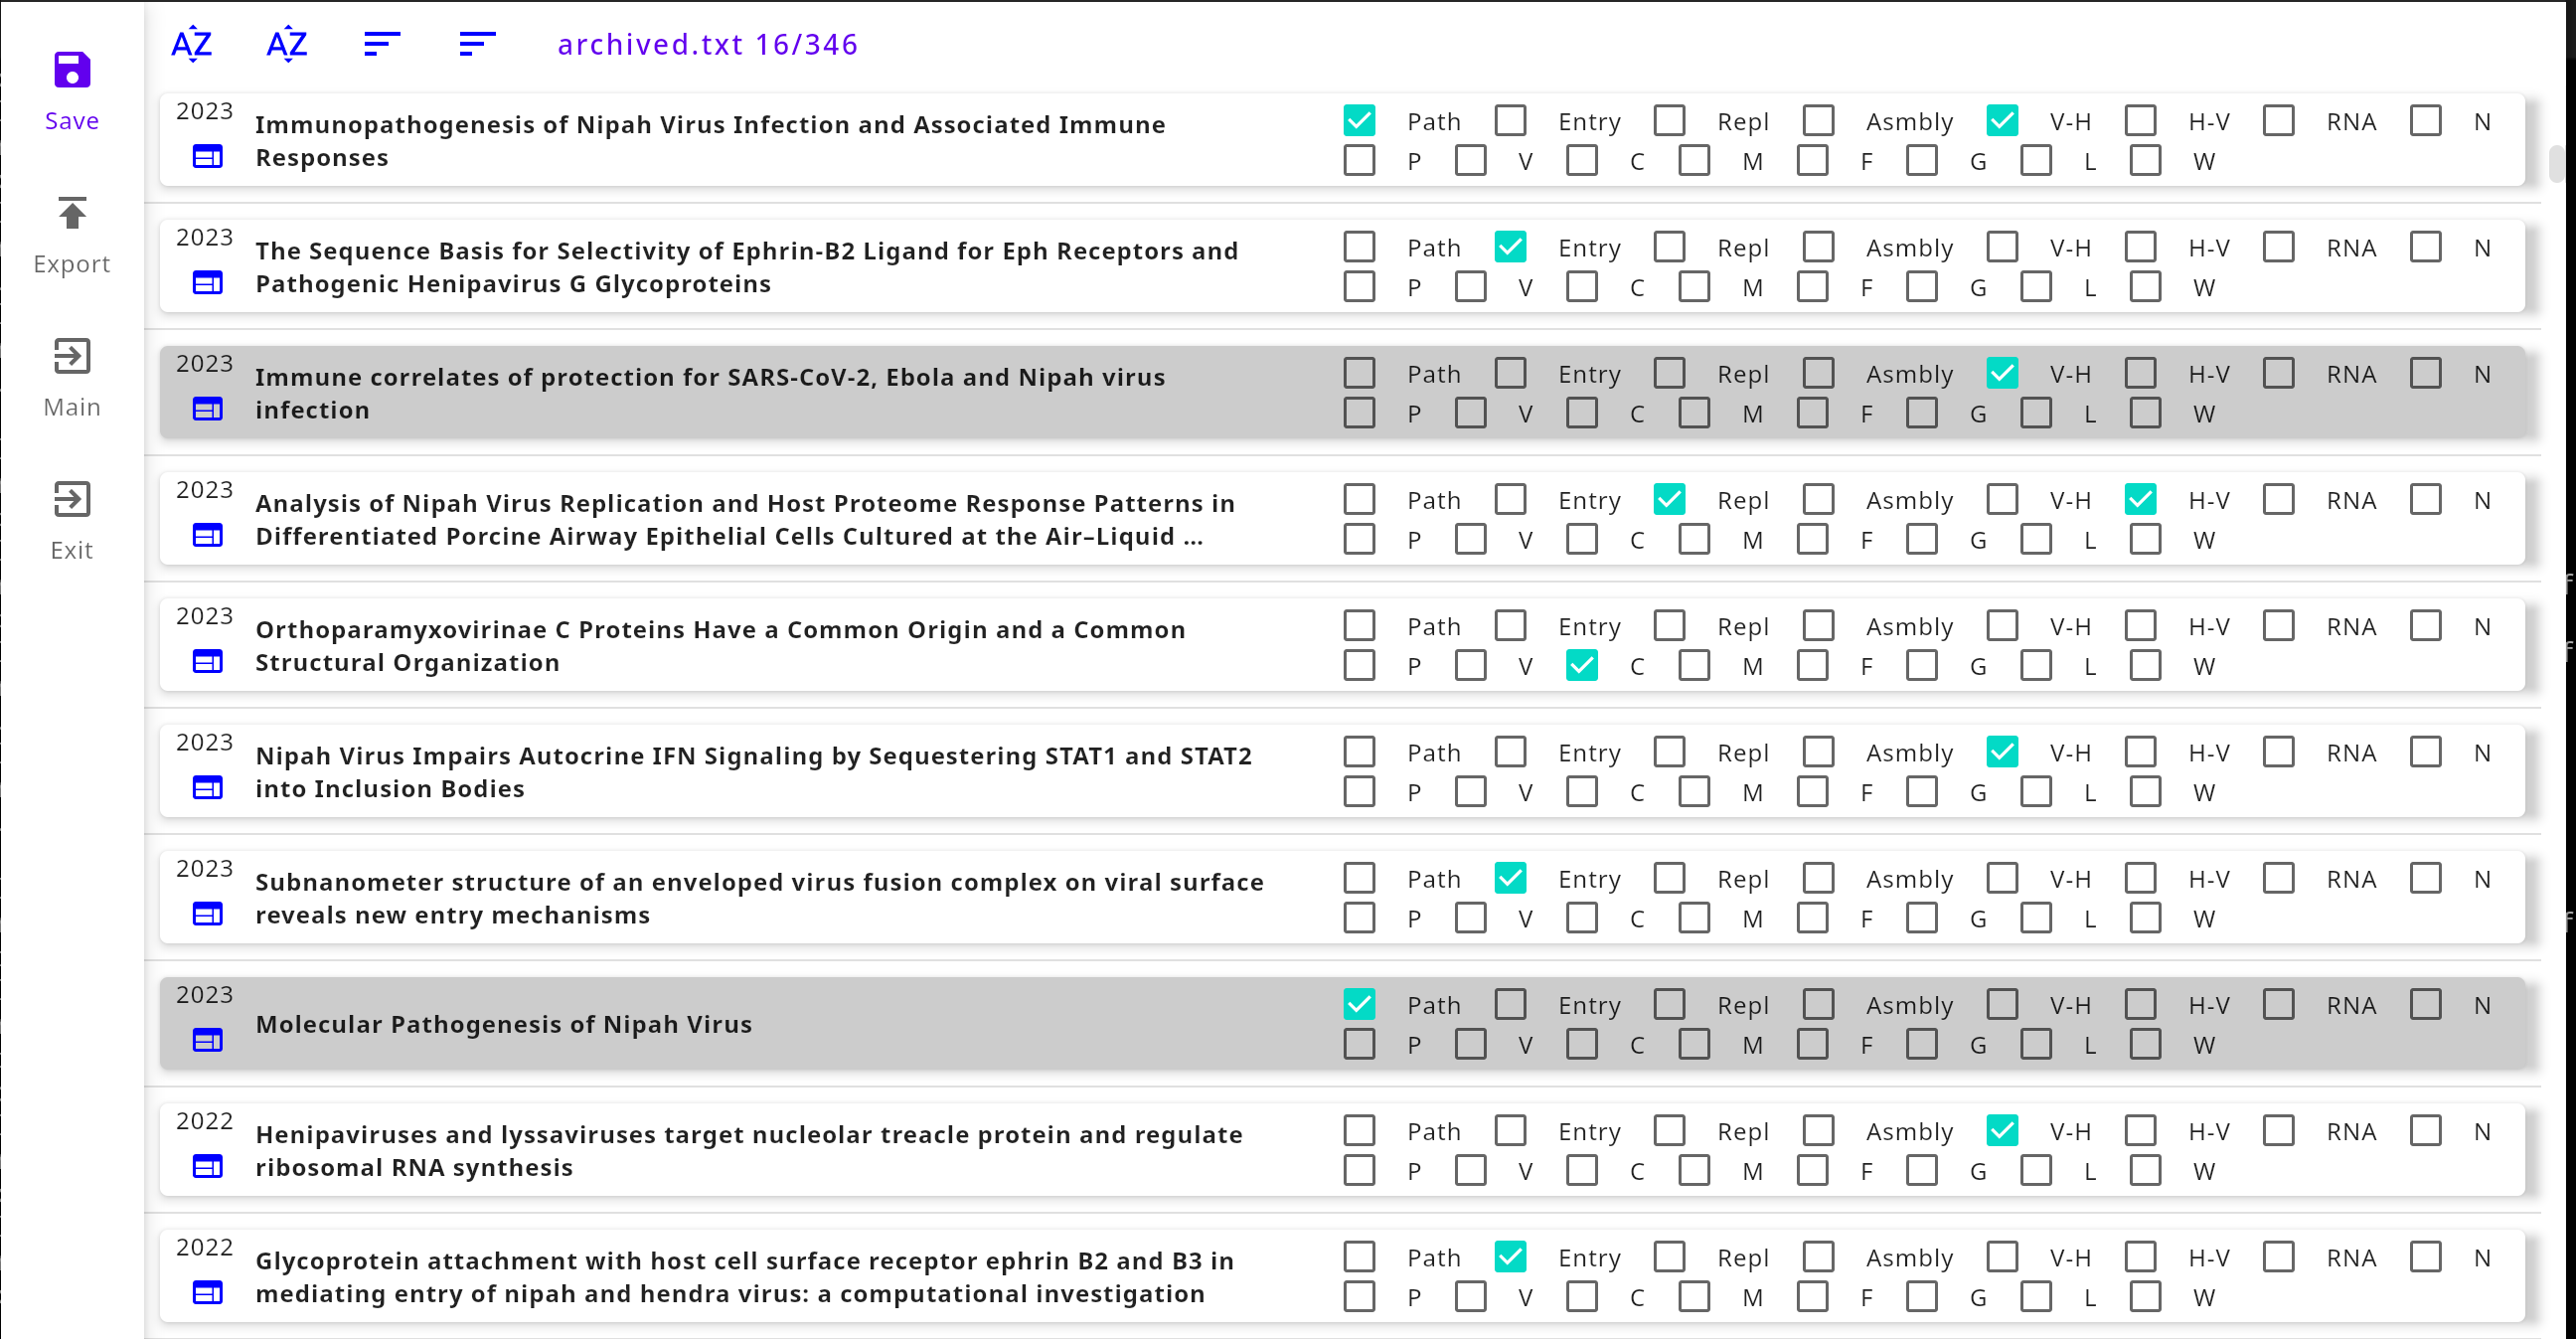 archived.txt 16/346
Save
Export
Main
Exit
2023
Immunopathogenesis of Nipah Virus Infection and Associated Immune
Responses
Path Entry Repl Asmbly V-H H-V RNA N
P V C M F G L W
2023
The Sequence Basis for Selectivity of Ephrin-B2 Ligand for Eph Receptors and
Pathogenic Henipavirus G Glycoproteins
Path Entry Repl Asmbly V-H H-V RNA N
P V C M F G L W
2023
Immune correlates of protection for SARS-CoV-2, Ebola and Nipah virus
infection
Path Entry Repl Asmbly V-H H-V RNA N
P V C M F G L W
2023
Analysis of Nipah Virus Replication and Host Proteome Response Patterns in
Differentiated Porcine Airway Epithelial Cells Cultured at the Air–Liquid ...
Path Entry Repl Asmbly V-H H-V RNA N
P V C M F G L W
2023
Orthoparamyxovirinae C Proteins Have a Common Origin and a Common
Structural Organization
Path Entry Repl Asmbly V-H H-V RNA N
P V C M F G L W
2023
Nipah Virus Impairs Autocrine IFN Signaling by Sequestering STAT1 and STAT2
into Inclusion Bodies
Path Entry Repl Asmbly V-H H-V RNA N
P V C M F G L W
2023
Subnanometer structure of an enveloped virus fusion complex on viral surface
reveals new entry mechanisms
Path Entry Repl Asmbly V-H H-V RNA N
P V C M F G L W
2023
Molecular Pathogenesis of Nipah Virus
Path Entry Repl Asmbly V-H H-V RNA N
P V C M F G L W
2022
Henipaviruses and lyssaviruses target nucleolar treacle protein and regulate
ribosomal RNA synthesis
Path Entry Repl Asmbly V-H H-V RNA N
P V C M F G L W
2022
Glycoprotein attachment with host cell surface receptor ephrin B2 and B3 in
mediating entry of nipah and hendra virus: a computational investigation
Path Entry Repl Asmbly V-H H-V RNA N
P V C M F G L W